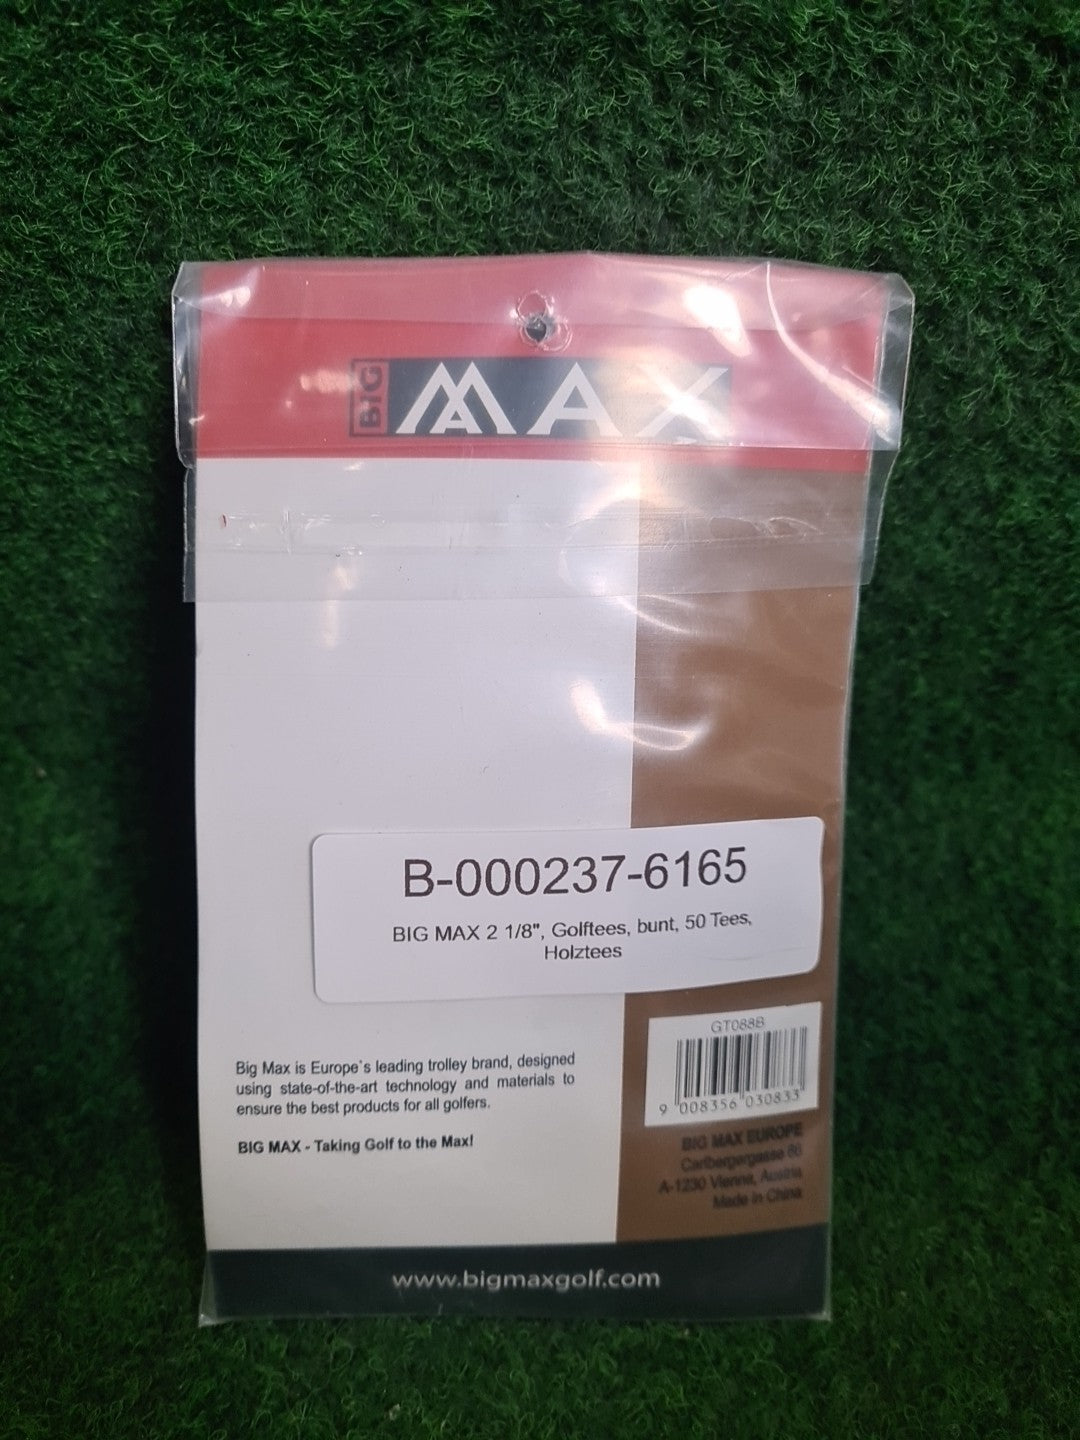 BIG MAX
B-000237-6165
BIG MAX 2 1/8", Golftees, bunt, 50 Tees,
Holztees
GT088B
9 008356 030833
Big Max is Europe`s leading trolley brand, designed
using state-of-the-art technology and materials to
ensure the best products for all golfers.
BIG MAX - Taking Golf to the Max!
BIG MAX EUROPE
Carlbergergasse 66
A-1230 Vienna, Austria
Made in China
www.bigmaxgolf.com